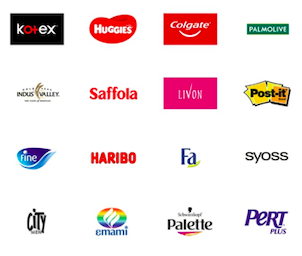 kotex
HUGGIES
Colgate
PALMOLIVE
INDUS VALLEY
Saffola
LIVON
Post-it
Fine
HARIBO
Fa
syoss
CiTY
emami
Schwarzkopf
Palette
PERT
PLUS